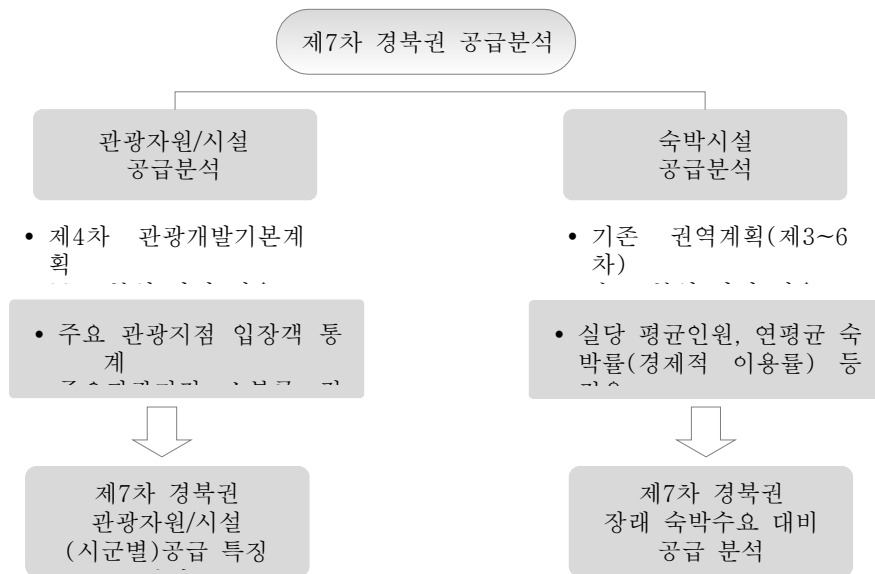 제7차 경북권 공급분석
관광자원/시설
공급분석
• 제4차 관광개발기본계
획
• 주요 관광지점 입장객 통
계
제7차 경북권
관광자원/시설
(시군별)공급 특징
숙박시설
공급분석
• 기존 권역계획(제3~6
차)
• 실당 평균인원, 연평균 숙
박률(경제적 이용률) 등
제7차 경북권
장래 숙박수요 대비
공급 분석